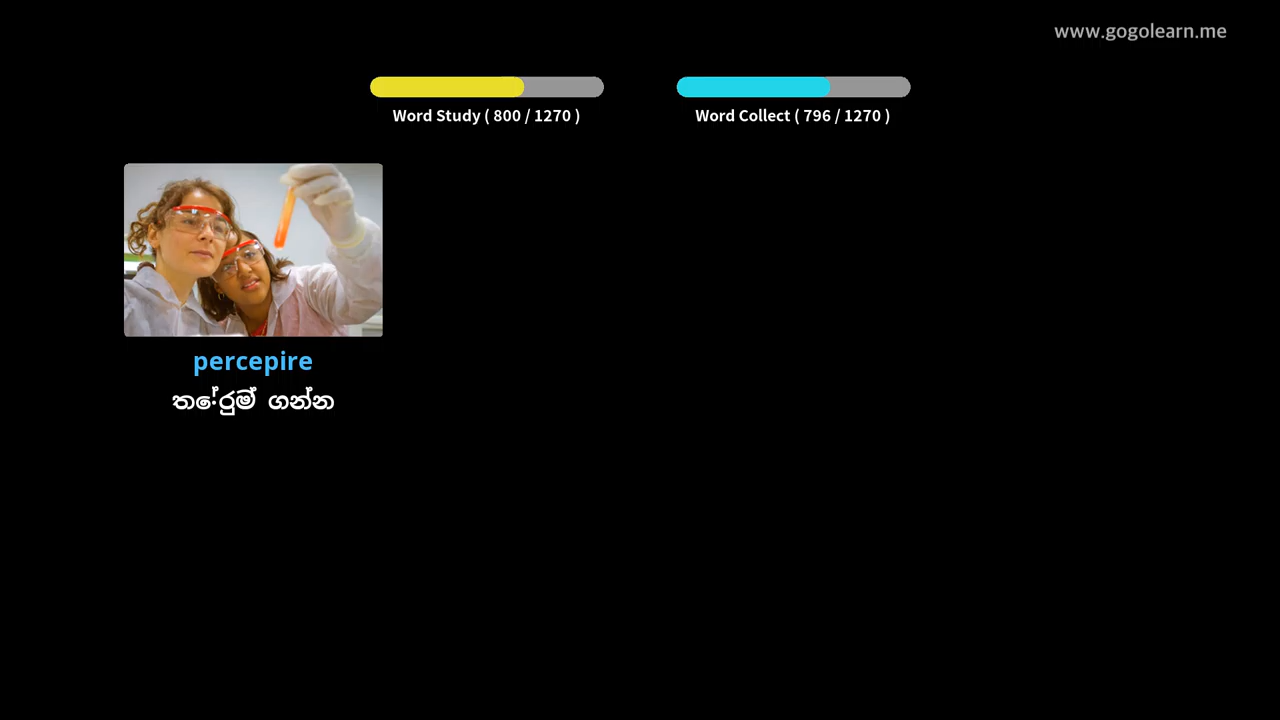 www.gogolearn.me
Word Study ( 800 / 1270 )
Word Collect ( 796 / 1270 )
percepire
තේරුම් ගන්න